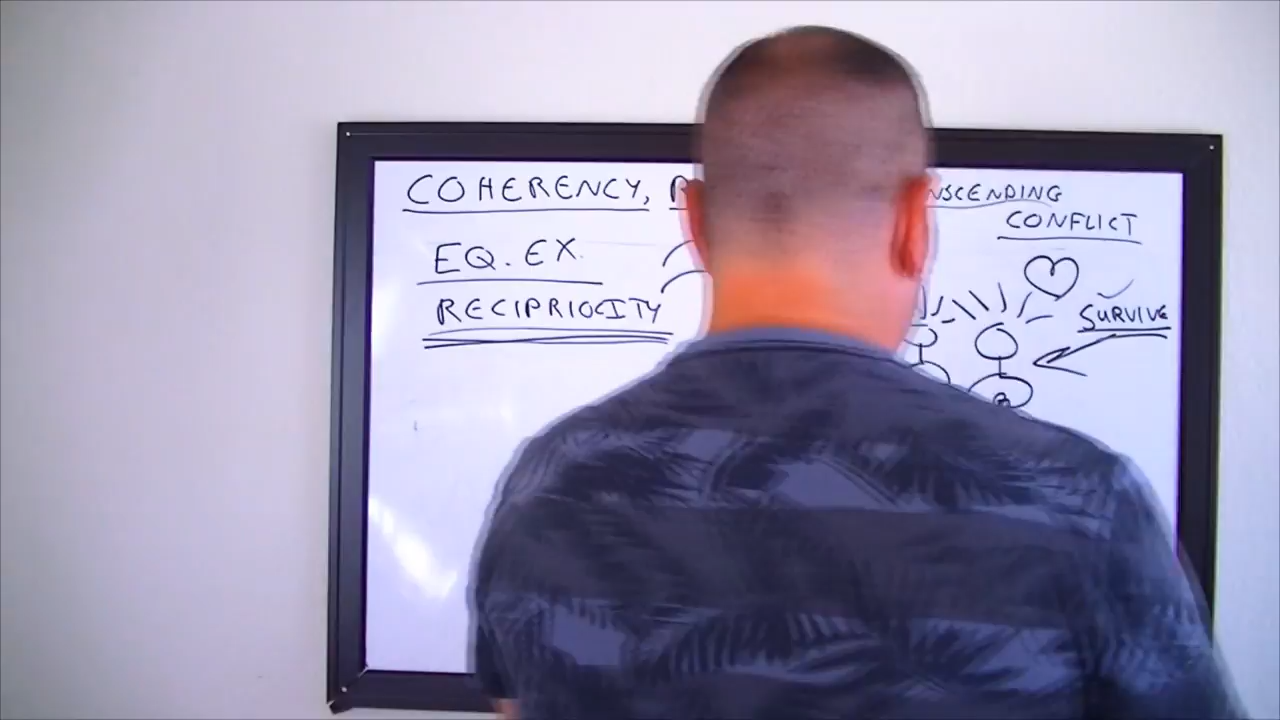 COHERENCY, NSCENDING
CONFLICT
EQ. EX.
RECIPRIOCITY
SURVIVE